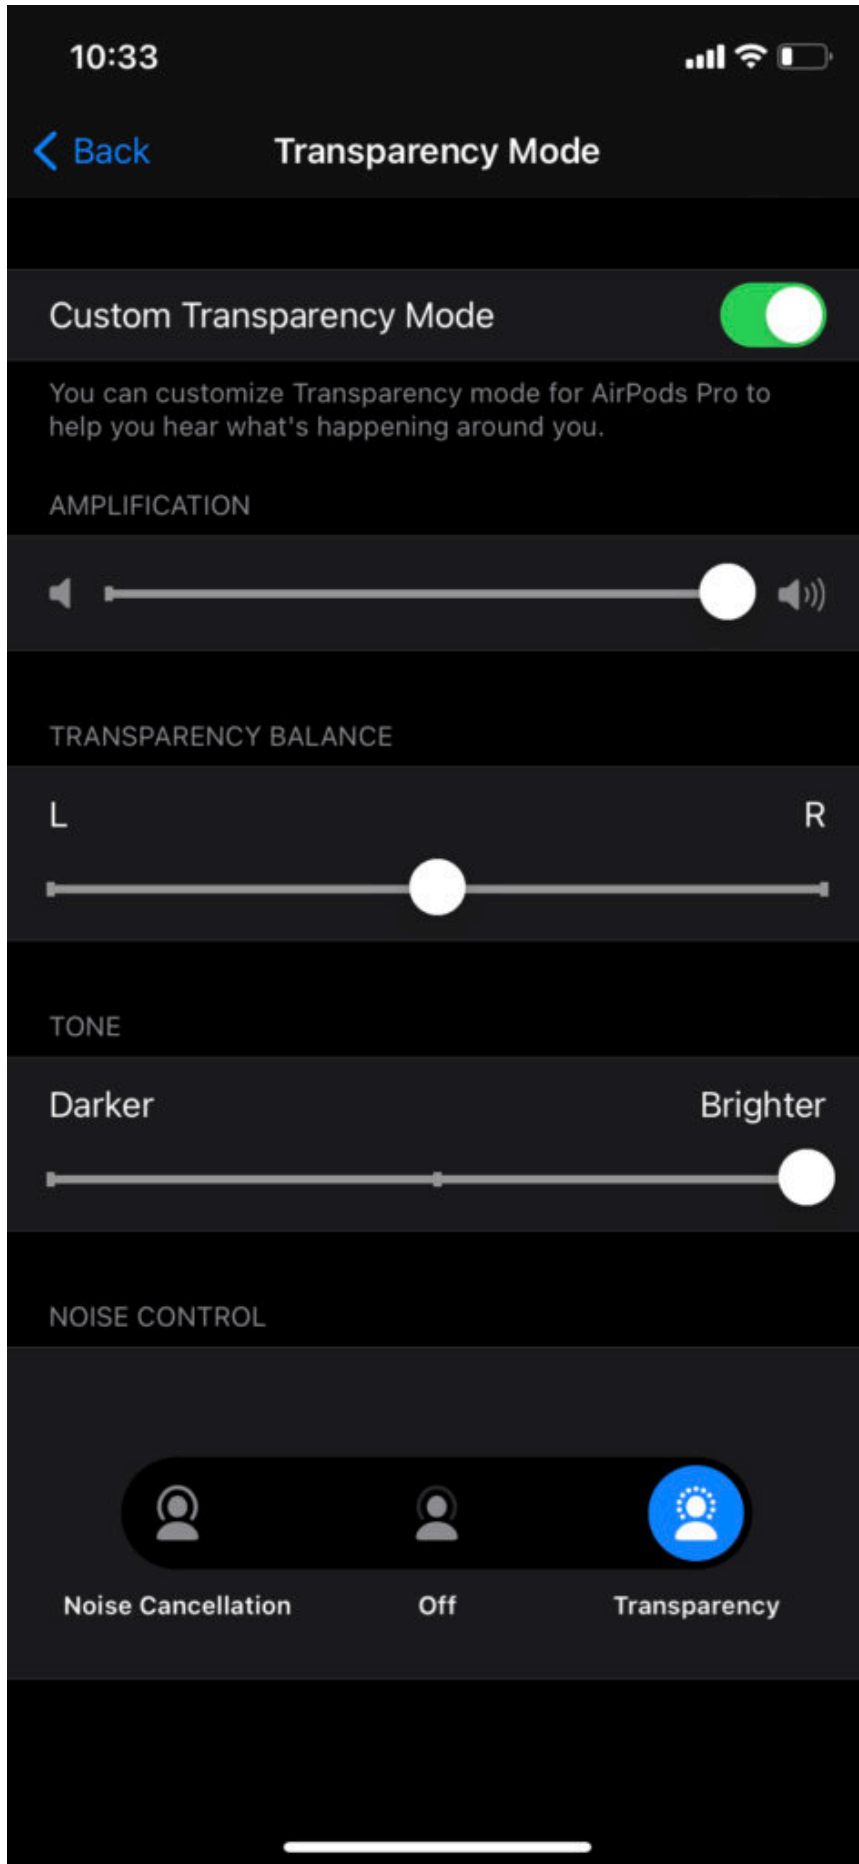 10:33
Back
Transparency Mode
Custom Transparency Mode
You can customize Transparency mode for AirPods Pro to
help you hear what's happening around you.
AMPLIFICATION
TRANSPARENCY BALANCE
L R
TONE
Darker Brighter
NOISE CONTROL
Noise Cancellation Off Transparency